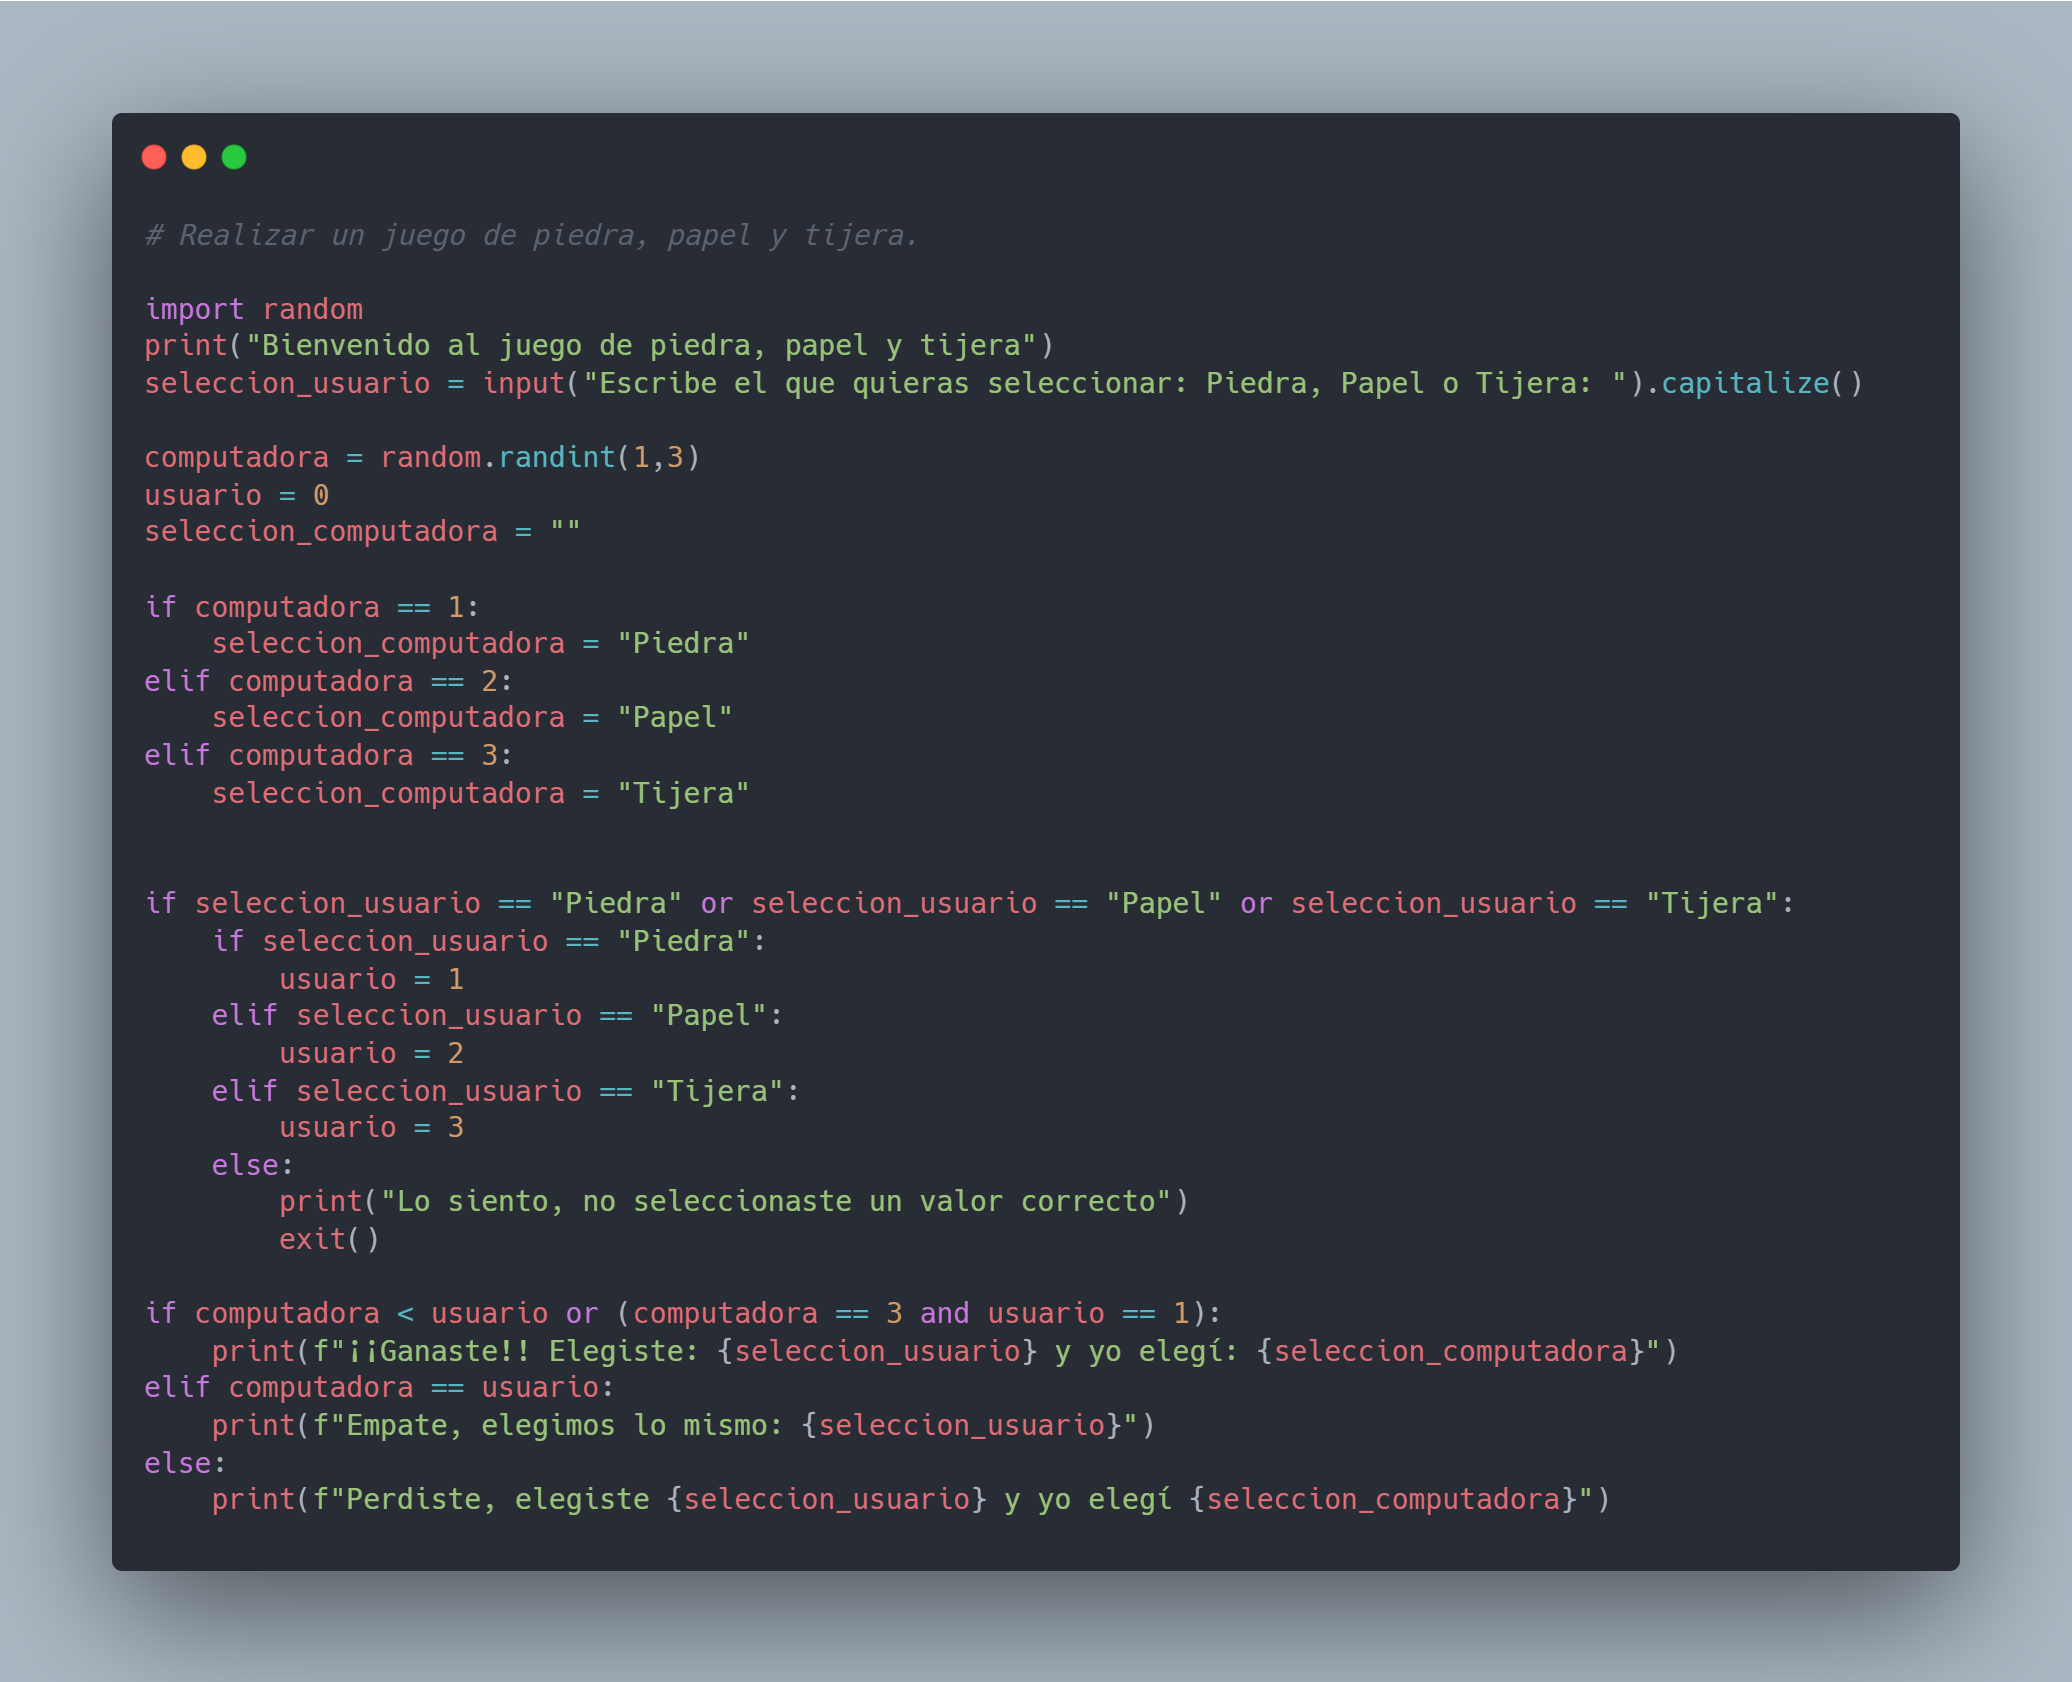 # Realizar un juego de piedra, papel y tijera.

import random
print("Bienvenido al juego de piedra, papel y tijera")
seleccion_usuario = input("Escribe el que quieras seleccionar: Piedra, Papel o Tijera: ").capitalize()

computadora = random.randint(1,3)
usuario = 0
seleccion_computadora = ""

if computadora == 1:
    seleccion_computadora = "Piedra"
elif computadora == 2:
    seleccion_computadora = "Papel"
elif computadora == 3:
    seleccion_computadora = "Tijera"


if seleccion_usuario == "Piedra" or seleccion_usuario == "Papel" or seleccion_usuario == "Tijera":
    if seleccion_usuario == "Piedra":
        usuario = 1
    elif seleccion_usuario == "Papel":
        usuario = 2
    elif seleccion_usuario == "Tijera":
        usuario = 3
    else:
        print("Lo siento, no seleccionaste un valor correcto")
        exit()

if computadora < usuario or (computadora == 3 and usuario == 1):
    print(f"¡¡Ganaste!! Elegiste: {seleccion_usuario} y yo elegí: {seleccion_computadora}")
elif computadora == usuario:
    print(f"Empate, elegimos lo mismo: {seleccion_usuario}")
else:
    print(f"Perdiste, elegiste {seleccion_usuario} y yo elegí {seleccion_computadora}")